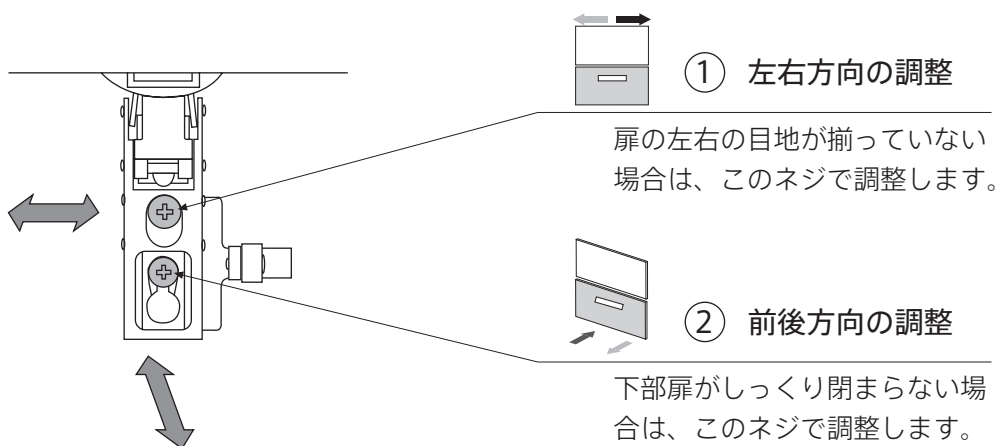 ① 左右方向の調整
扉の左右の目地が揃っていない
場合は、このネジで調整します。
② 前後方向の調整
下部扉がしっくり閉まらない場
合は、このネジで調整します。